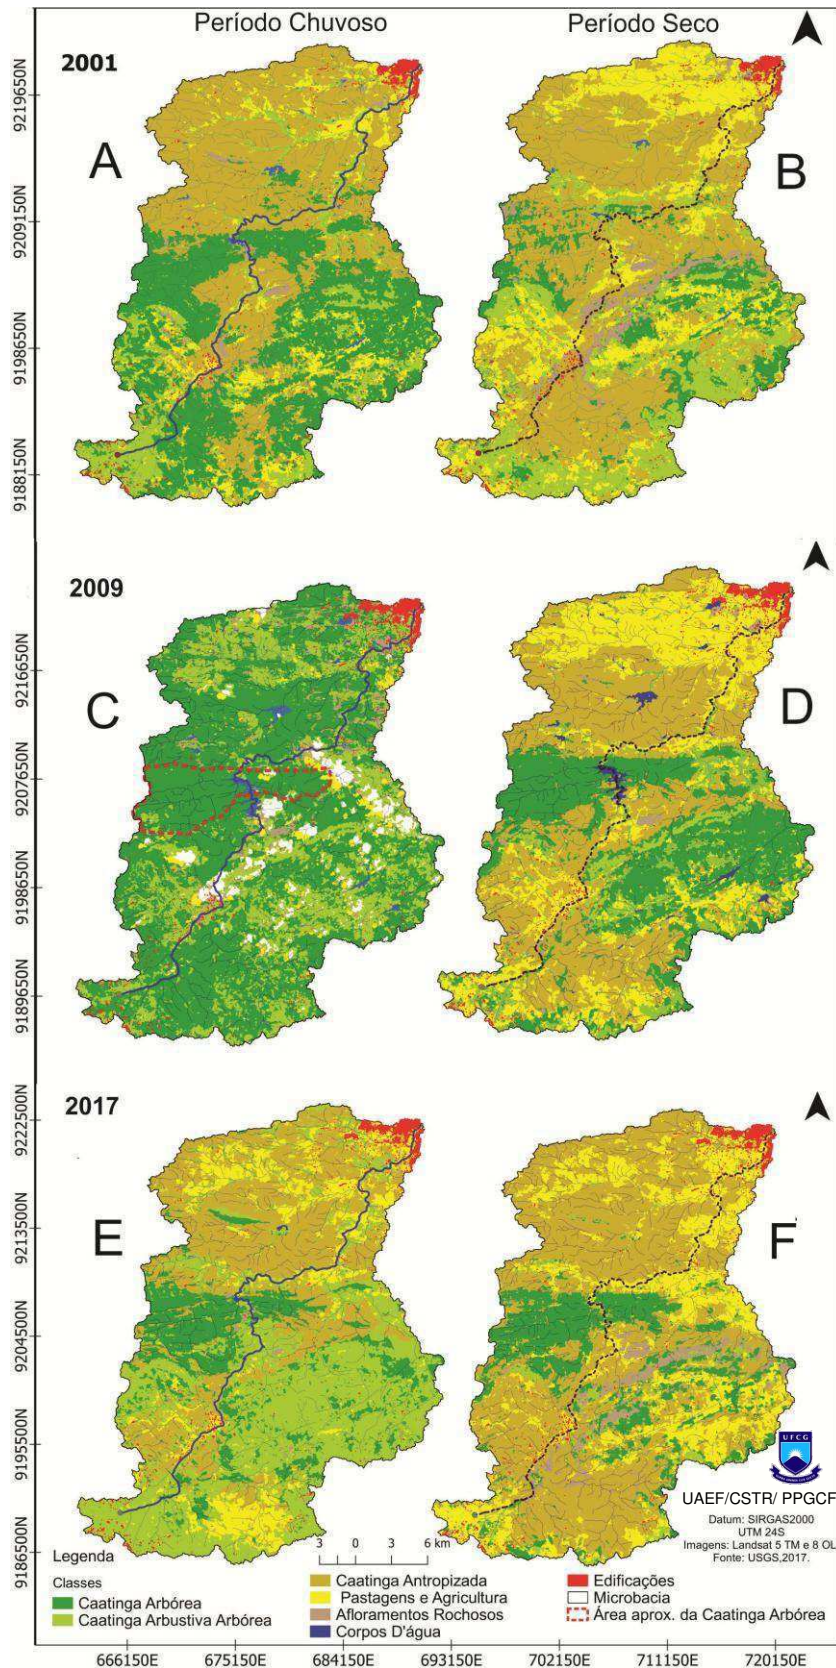 Período Chuvoso
Período Seco
2001
A
B
9219650N
9209150N
9198650N
9188150N
2009
C
D
9216650N
9207650N
9198650N
9189650N
2017
E
F
9222500N
9213500N
9204500N
9195500N
9186500N
UFCG
UAEF/CSTR/ PPGCF
Datum: SIRGAS2000
UTM 24S
Imagens: Landsat 5 TM e 8 OL
Fonte: USGS,2017.
3 0 3 6 km
Legenda
Classes
Caatinga Arbórea
Caatinga Arbustiva Arbórea
Caatinga Antropizada
Pastagens e Agricultura
Afloramentos Rochosos
Corpos D'água
Edificações
Microbacia
Área aprox. da Caatinga Arbórea
666150E 675150E 684150E 693150E 702150E 711150E 720150E